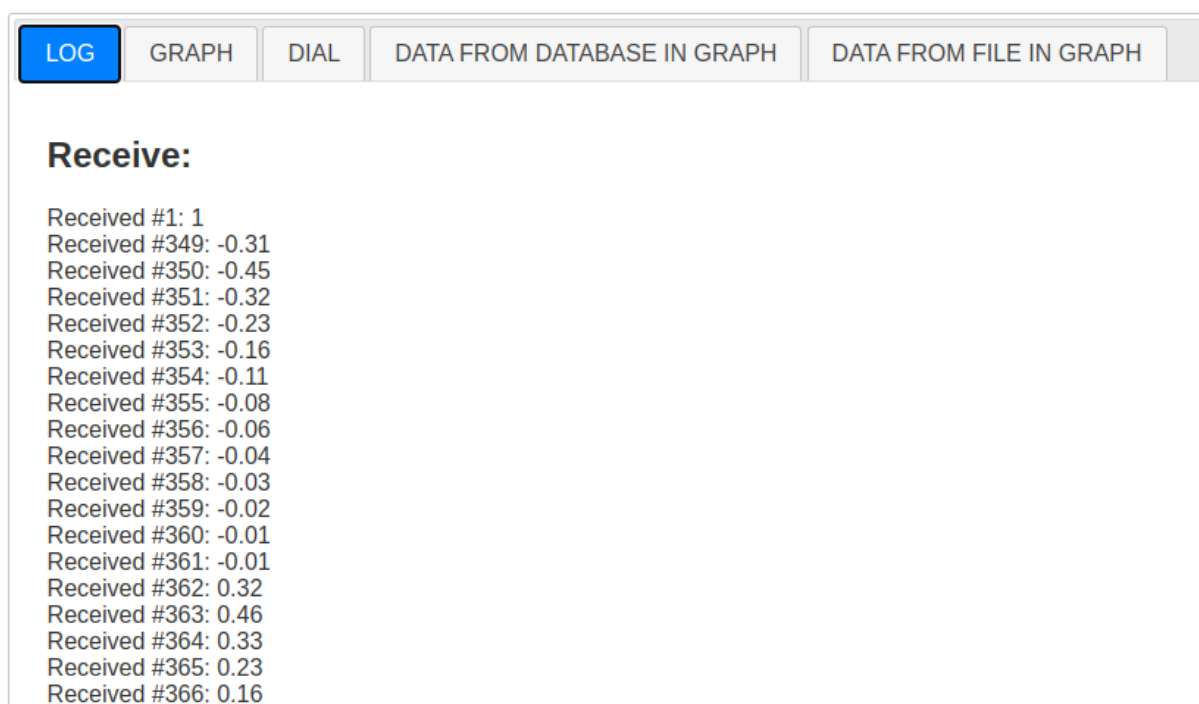 LOG GRAPH DIAL DATA FROM DATABASE IN GRAPH DATA FROM FILE IN GRAPH
Receive:
Received #1: 1
Received #349: -0.31
Received #350: -0.45
Received #351: -0.32
Received #352: -0.23
Received #353: -0.16
Received #354: -0.11
Received #355: -0.08
Received #356: -0.06
Received #357: -0.04
Received #358: -0.03
Received #359: -0.02
Received #360: -0.01
Received #361: -0.01
Received #362: 0.32
Received #363: 0.46
Received #364: 0.33
Received #365: 0.23
Received #366: 0.16